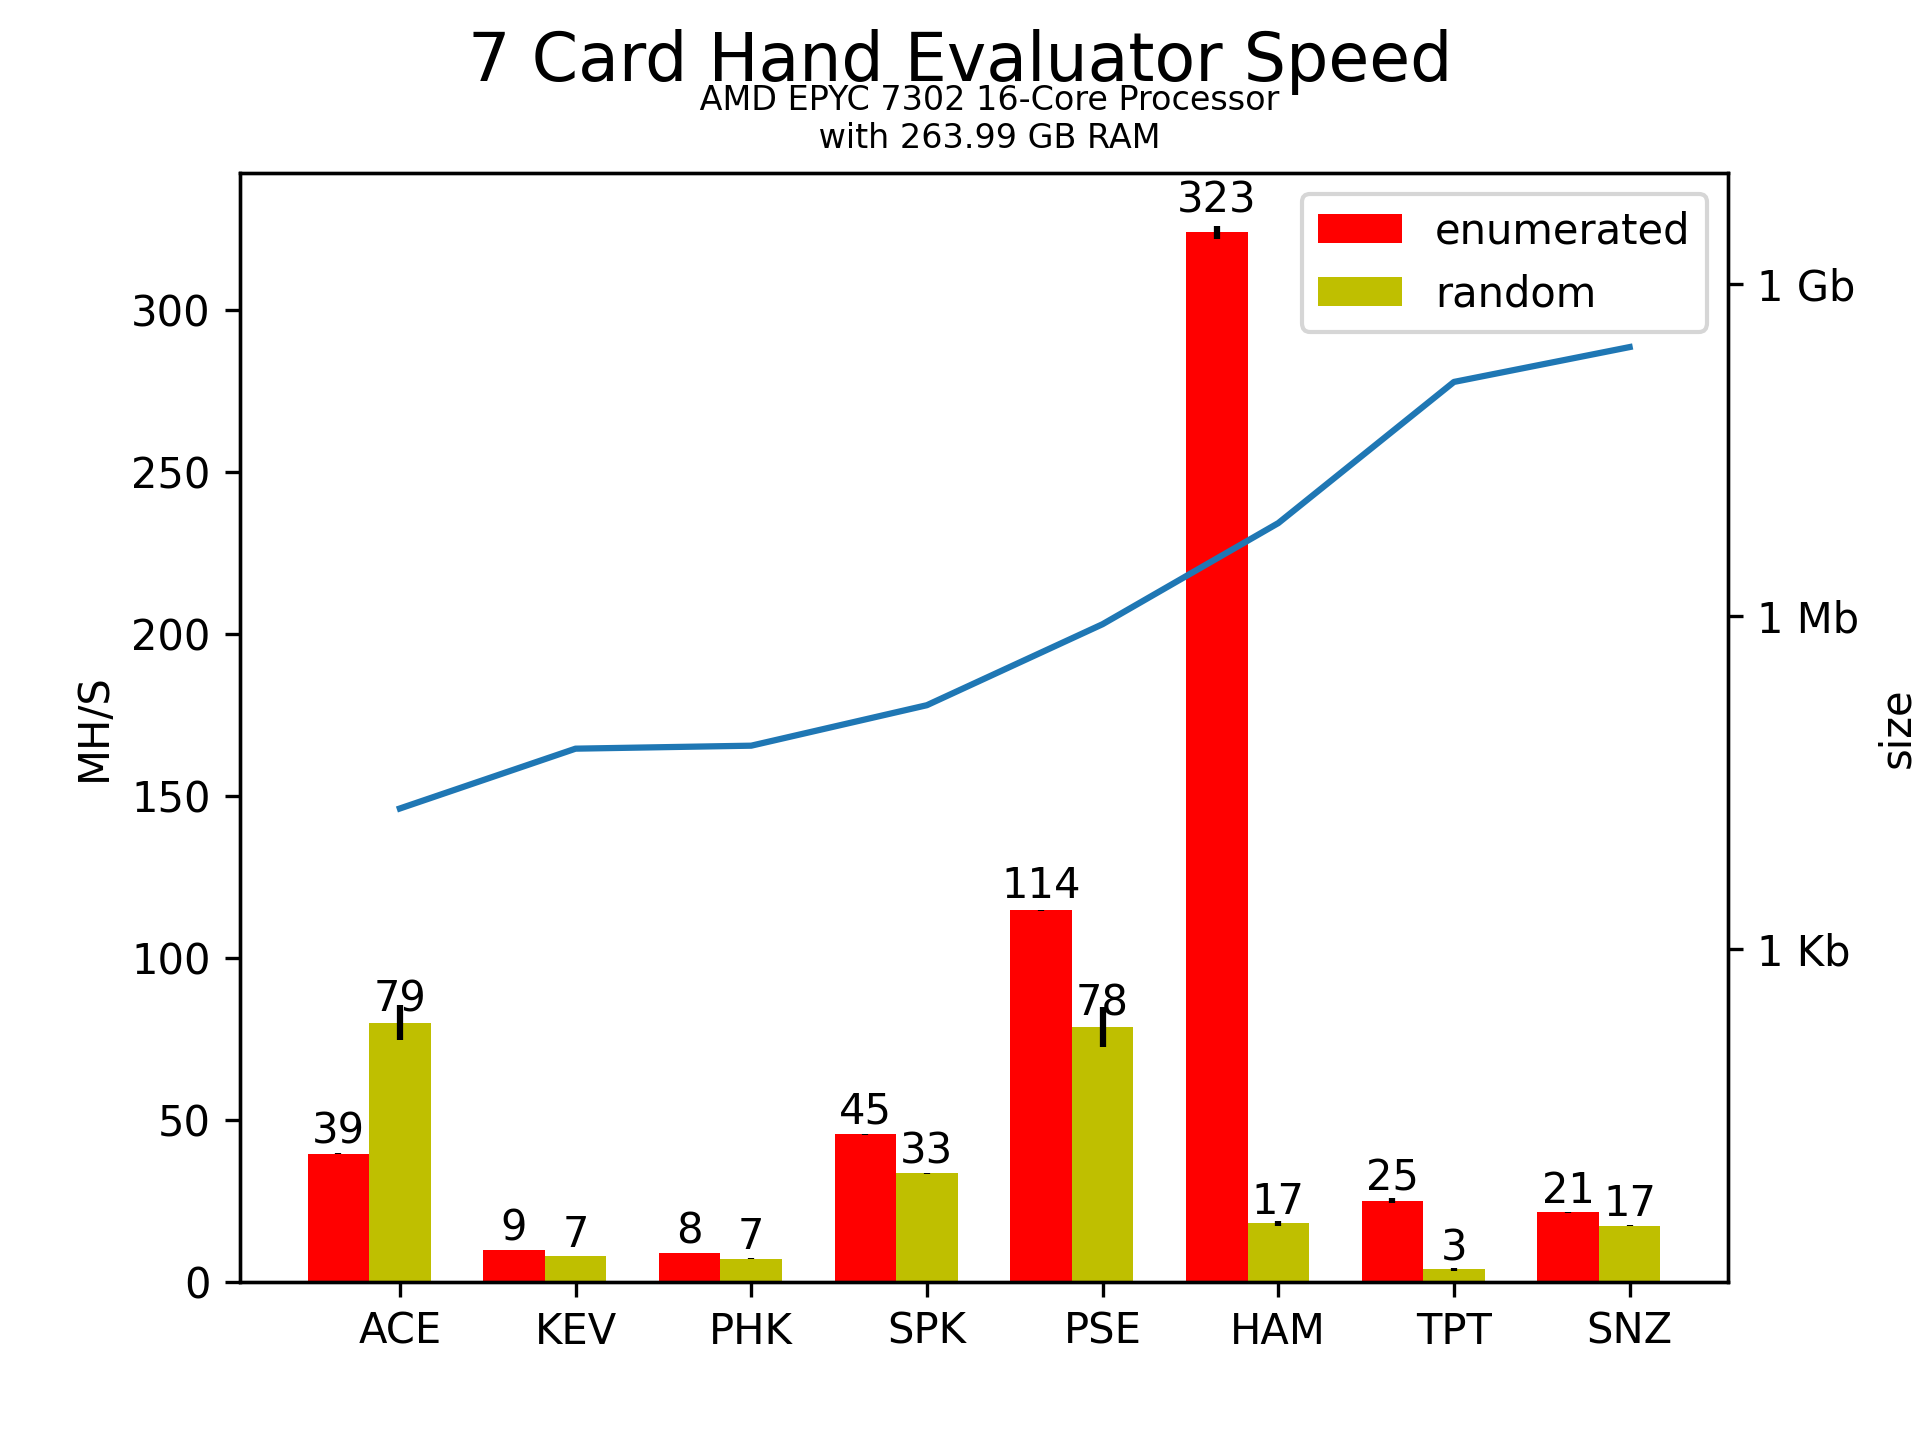 7 Card Hand Evaluator Speed
AMD EPYC 7302 16-Core Processor
with 263.99 GB RAM
enumerated
random
323
114
79
78
39
9
7
8
7
45
33
17
25
3
21
17
300
250
200
150
100
50
0
MH/S
1 Gb
1 Mb
1 Kb
size
ACE KEV PHK SPK PSE HAM TPT SNZ